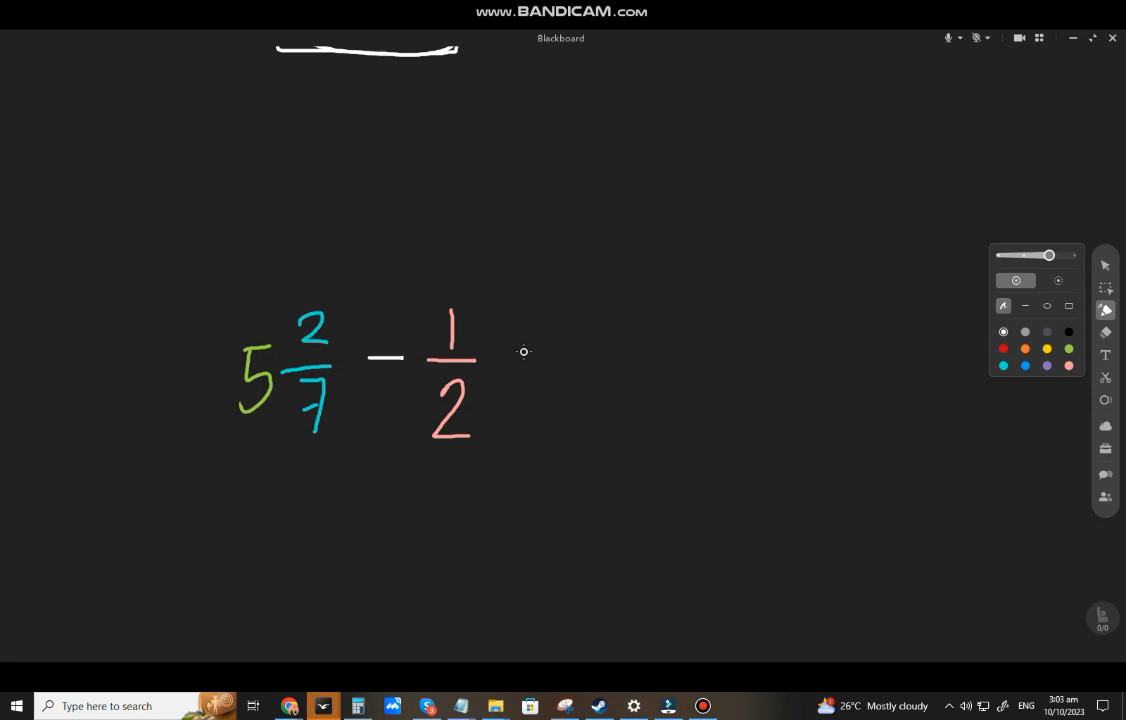 www.BANDICAM.com
Blackboard
5 2/7 − 1/2
0/0
Type here to search
26°C Mostly cloudy
ENG
3:03 am
10/10/2023